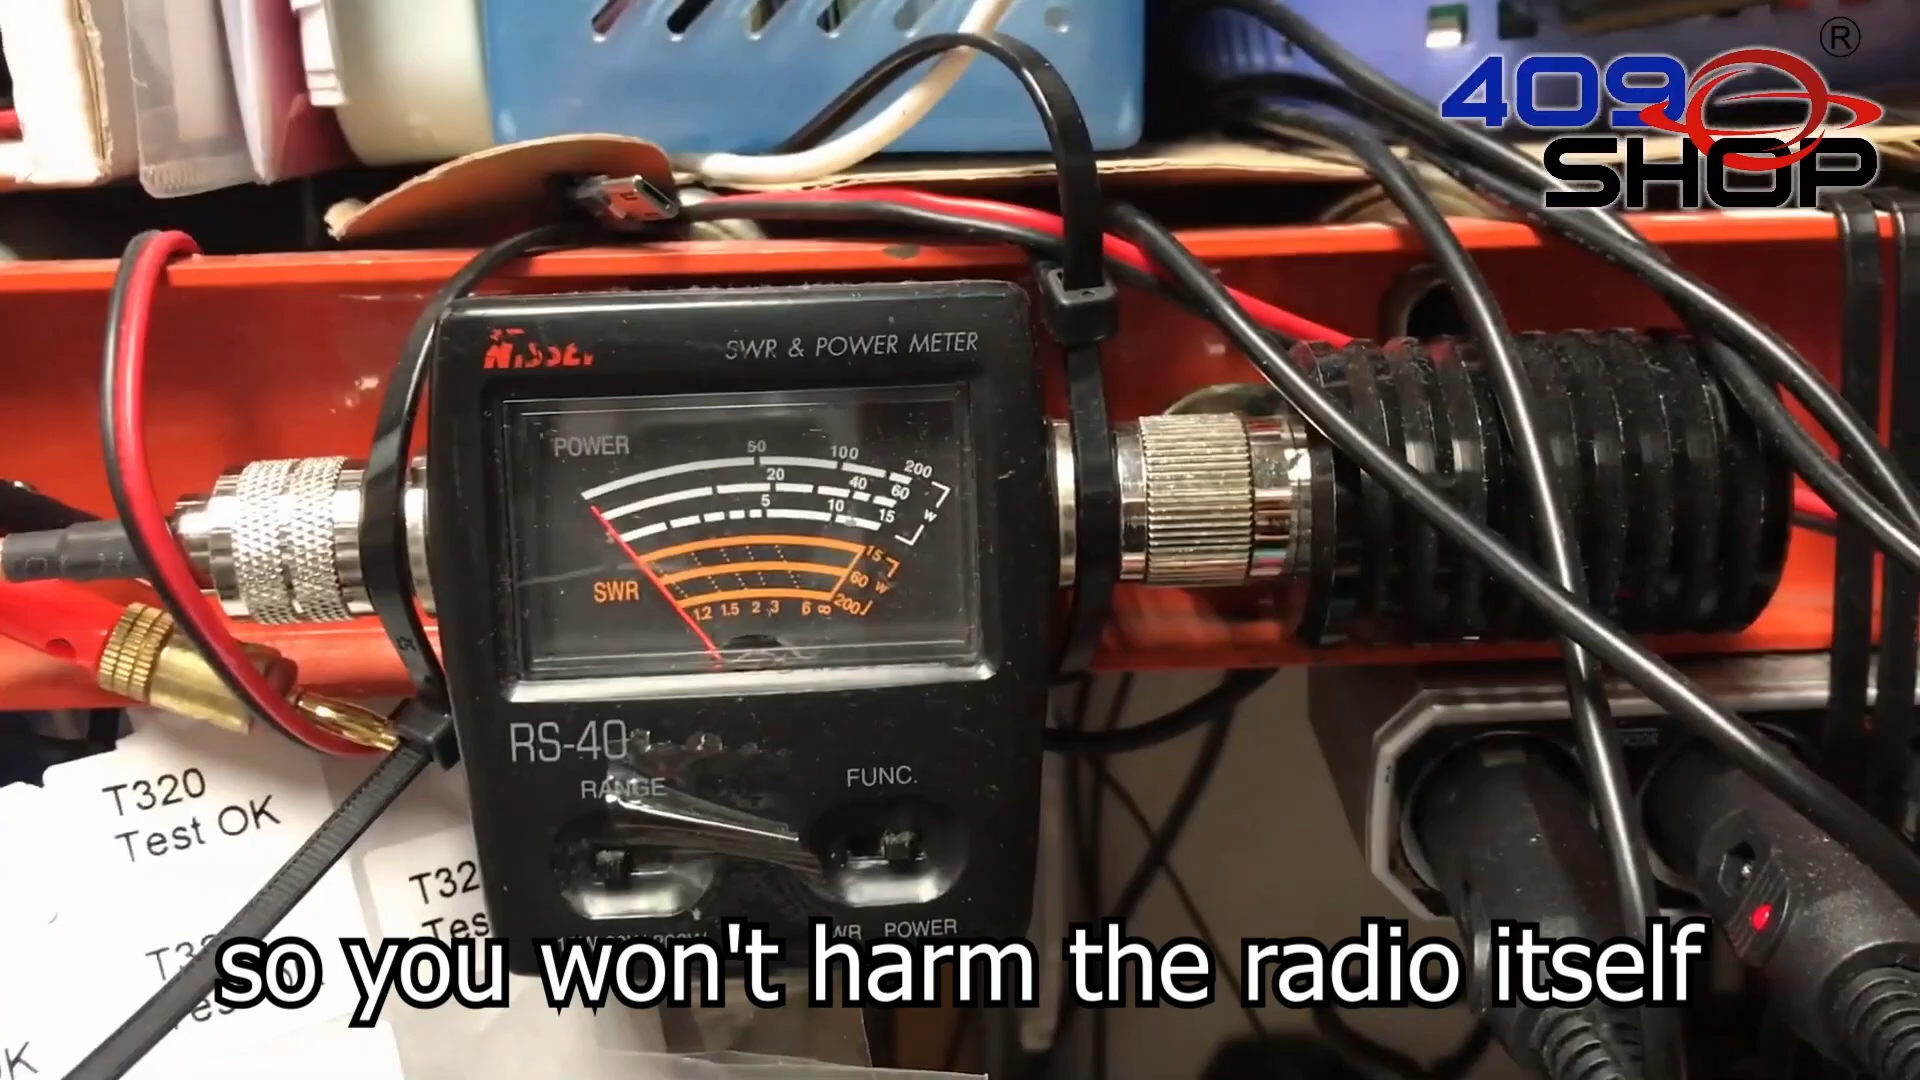 409
SHOP
®
SWR & POWER METER
POWER
50 100 200
20 40 60
5 10 15
W
15
60 W
200
SWR
1.2 1.5 2 3 6 ∞
RS-40
RANGE
FUNC.
POWER
T320
Test OK
so you won't harm the radio itself